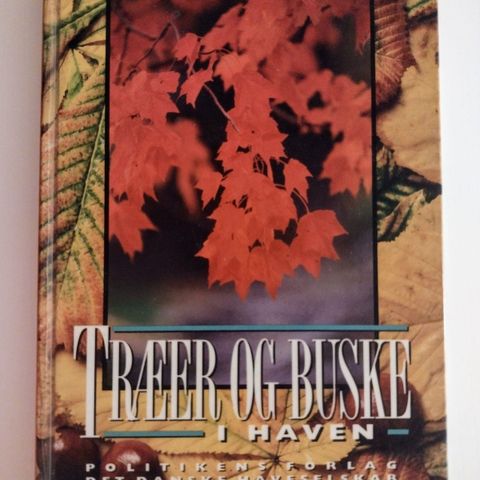 TRÆER OG BUSKE
I HAVEN
POLITIKENS FORLAG
DET DANSKE HAVESELSKAB